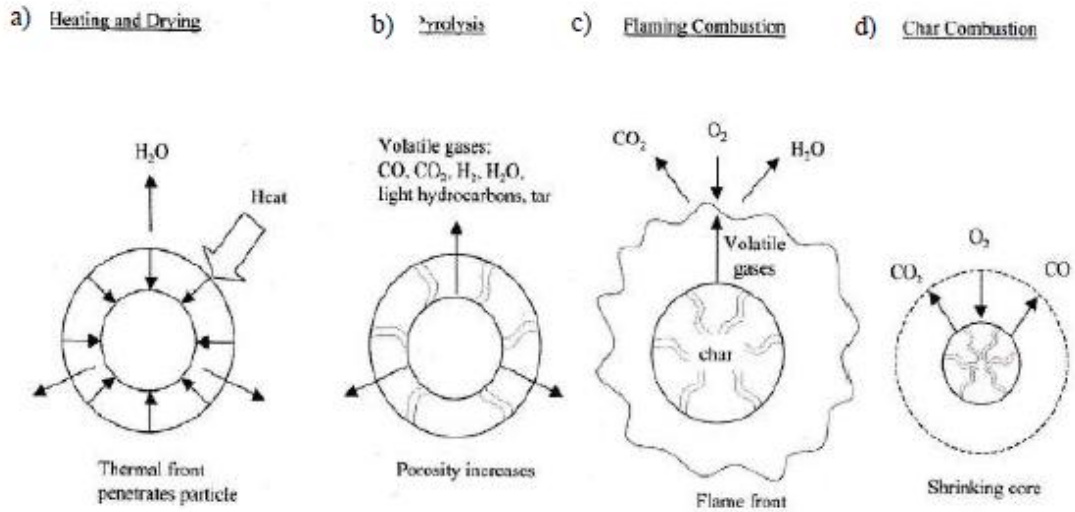 a) Heating and Drying
H₂O
Heat
Thermal front
penetrates particle
b) Pyrolysis
Volatile gases:
CO, CO₂, H₂, H₂O,
light hydrocarbons, tar
Porosity increases
c) Flaming Combustion
CO₂
O₂
H₂O
Volatile
gases
char
Flame front
d) Char Combustion
O₂
CO₂
CO
Shrinking core